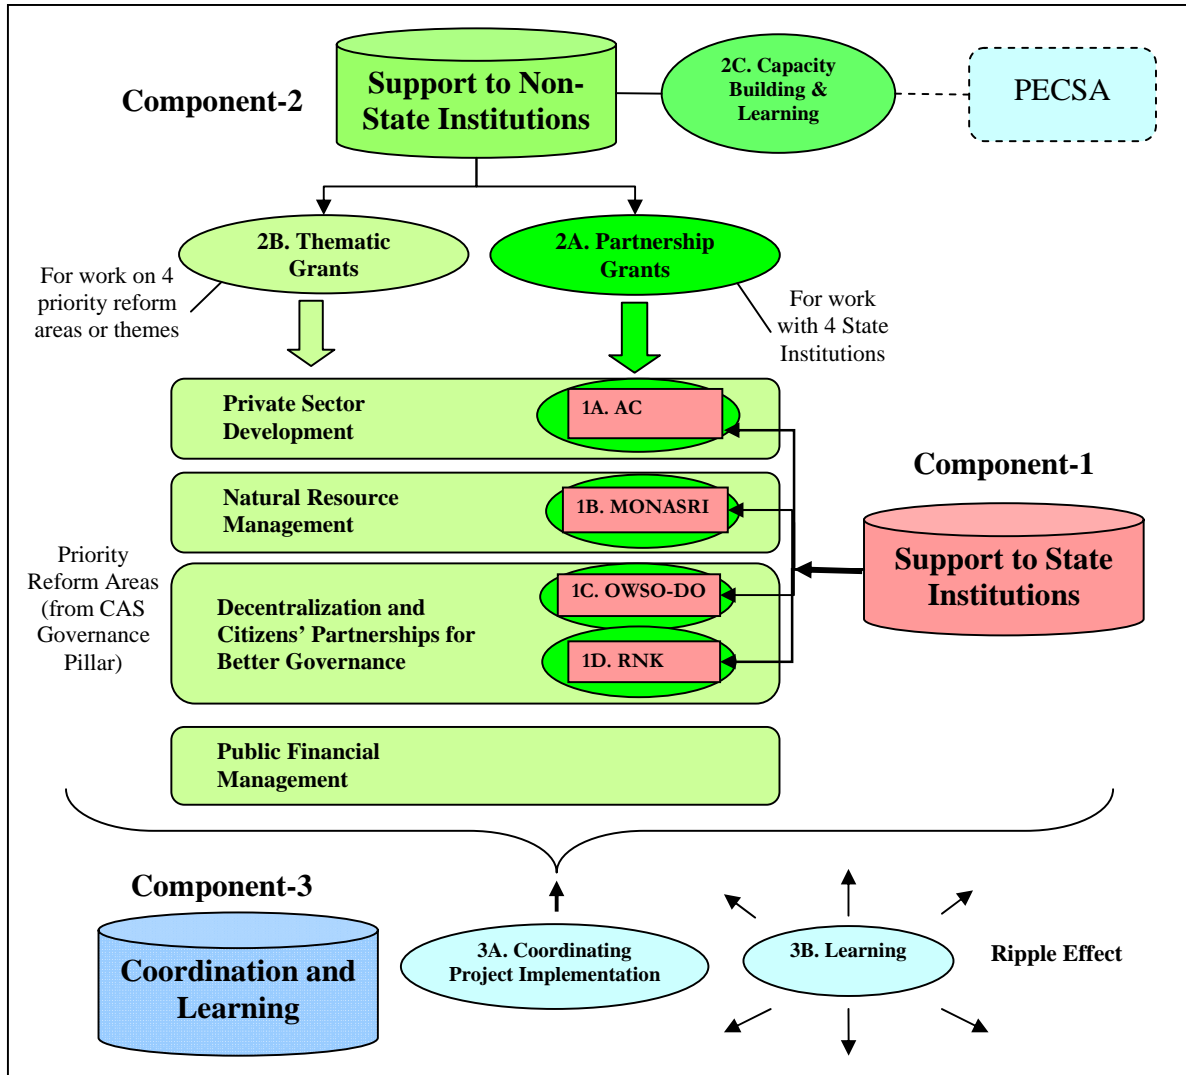 Component-2
Support to Non-
State Institutions
2C. Capacity
Building &
Learning
PECSA
2B. Thematic
Grants
2A. Partnership
Grants
For work on 4
priority reform
areas or themes
For work
with 4 State
Institutions
Private Sector
Development
1A. AC
Natural Resource
Management
1B. MONASRI
Component-1
Support to State
Institutions
Priority
Reform Areas
(from CAS
Governance
Pillar)
Decentralization and
Citizens’ Partnerships for
Better Governance
1C. OWSO-DO
1D. RNK
Public Financial
Management
Component-3
Coordination and
Learning
3A. Coordinating
Project Implementation
3B. Learning
Ripple Effect